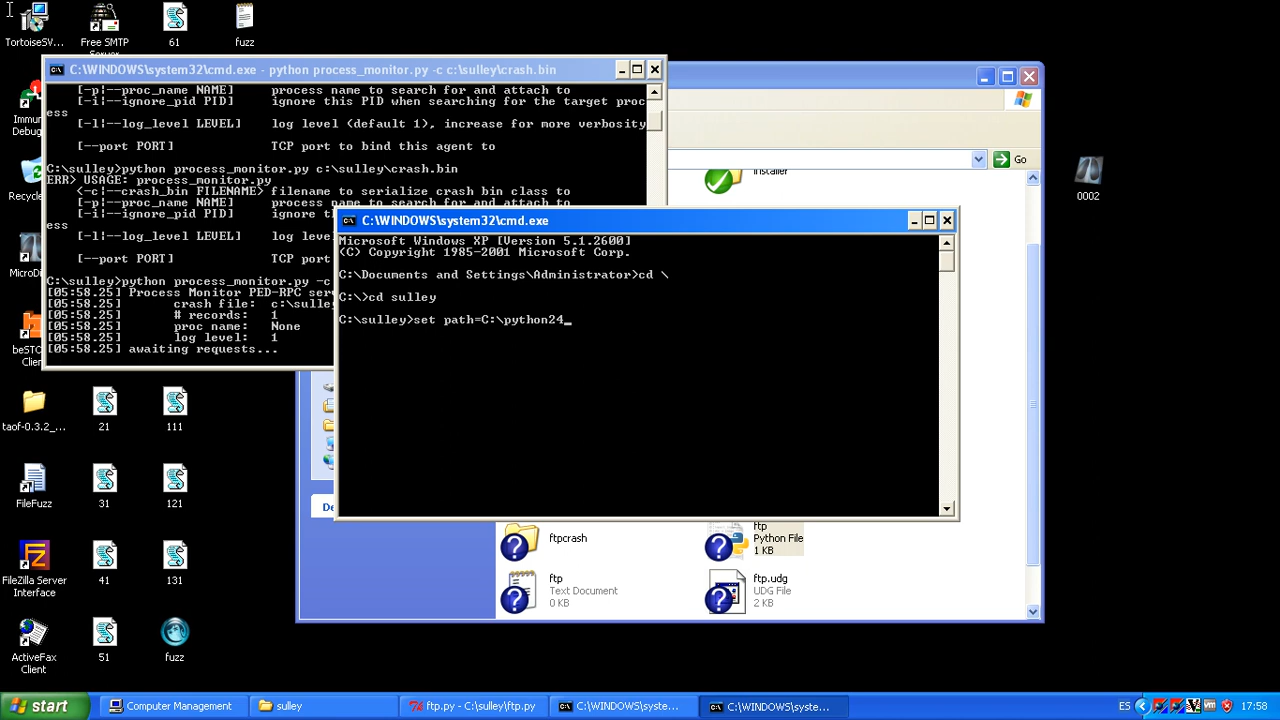 TortoiseSV...
Free SMTP
Server
61
fuzz
C:\WINDOWS\system32\cmd.exe - python process_monitor.py -c c:\sulley\crash.bin
[-p|--proc_name NAME]     process name to search for and attach to
[-i|--ignore_pid PID]     ignore this PID when searching for the target proc
ess
[-l|--log_level LEVEL]    log level (default 1), increase for more verbosity
[--port PORT]             TCP port to bind this agent to
C:\sulley>python process_monitor.py c:\sulley\crash.bin
ERR> USAGE: process_monitor.py
<-c|--crash_bin FILENAME> filename to serialize crash bin class to
[-p|--proc_name NAME]     process name to search for and attach to
[-i|--ignore_pid PID]     ignore th
ess
[-l|--log_level LEVEL]    log leve
[--port PORT]             TCP port
C:\sulley>python process_monitor.py -c
[05:58.25] Process Monitor PED-RPC serv
[05:58.25]       crash file:  c:\sulley
[05:58.25]       # records:   1
[05:58.25]       proc name:   None
[05:58.25]       log level:   1
[05:58.25] awaiting requests...
Go
installer
0002
C:\WINDOWS\system32\cmd.exe
Microsoft Windows XP [Version 5.1.2600]
(C) Copyright 1985-2001 Microsoft Corp.
C:\Documents and Settings\Administrator>cd \
C:\>cd sulley
C:\sulley>set path=C:\python24_
De
ftpcrash
ftp
Python File
1 KB
ftp
Text Document
0 KB
ftp.udg
UDG File
2 KB
Immun
Debug
Recycle
MicroDi
beSTO
Client
taof-0.3.2_...
21
111
FileFuzz
31
121
FileZilla Server
Interface
41
131
ActiveFax
Client
51
fuzz
start
Computer Management
sulley
ftp.py - C:\sulley\ftp.py
C:\WINDOWS\syste...
C:\WINDOWS\syste...
ES
17:58